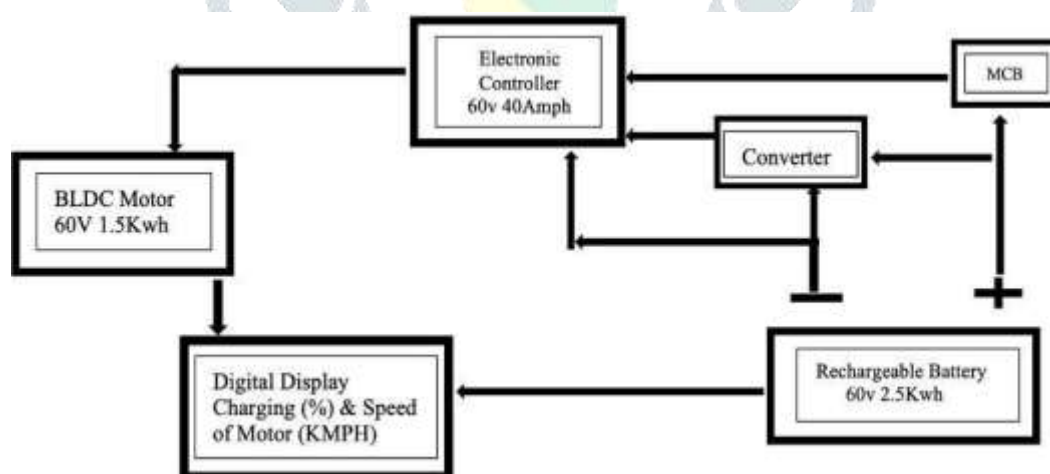 Electronic
Controller
60v 40Amph
MCB
Converter
BLDC Motor
60V 1.5Kwh
Rechargeable Battery
60v 2.5Kwh
Digital Display
Charging (%) & Speed
of Motor (KMPH)